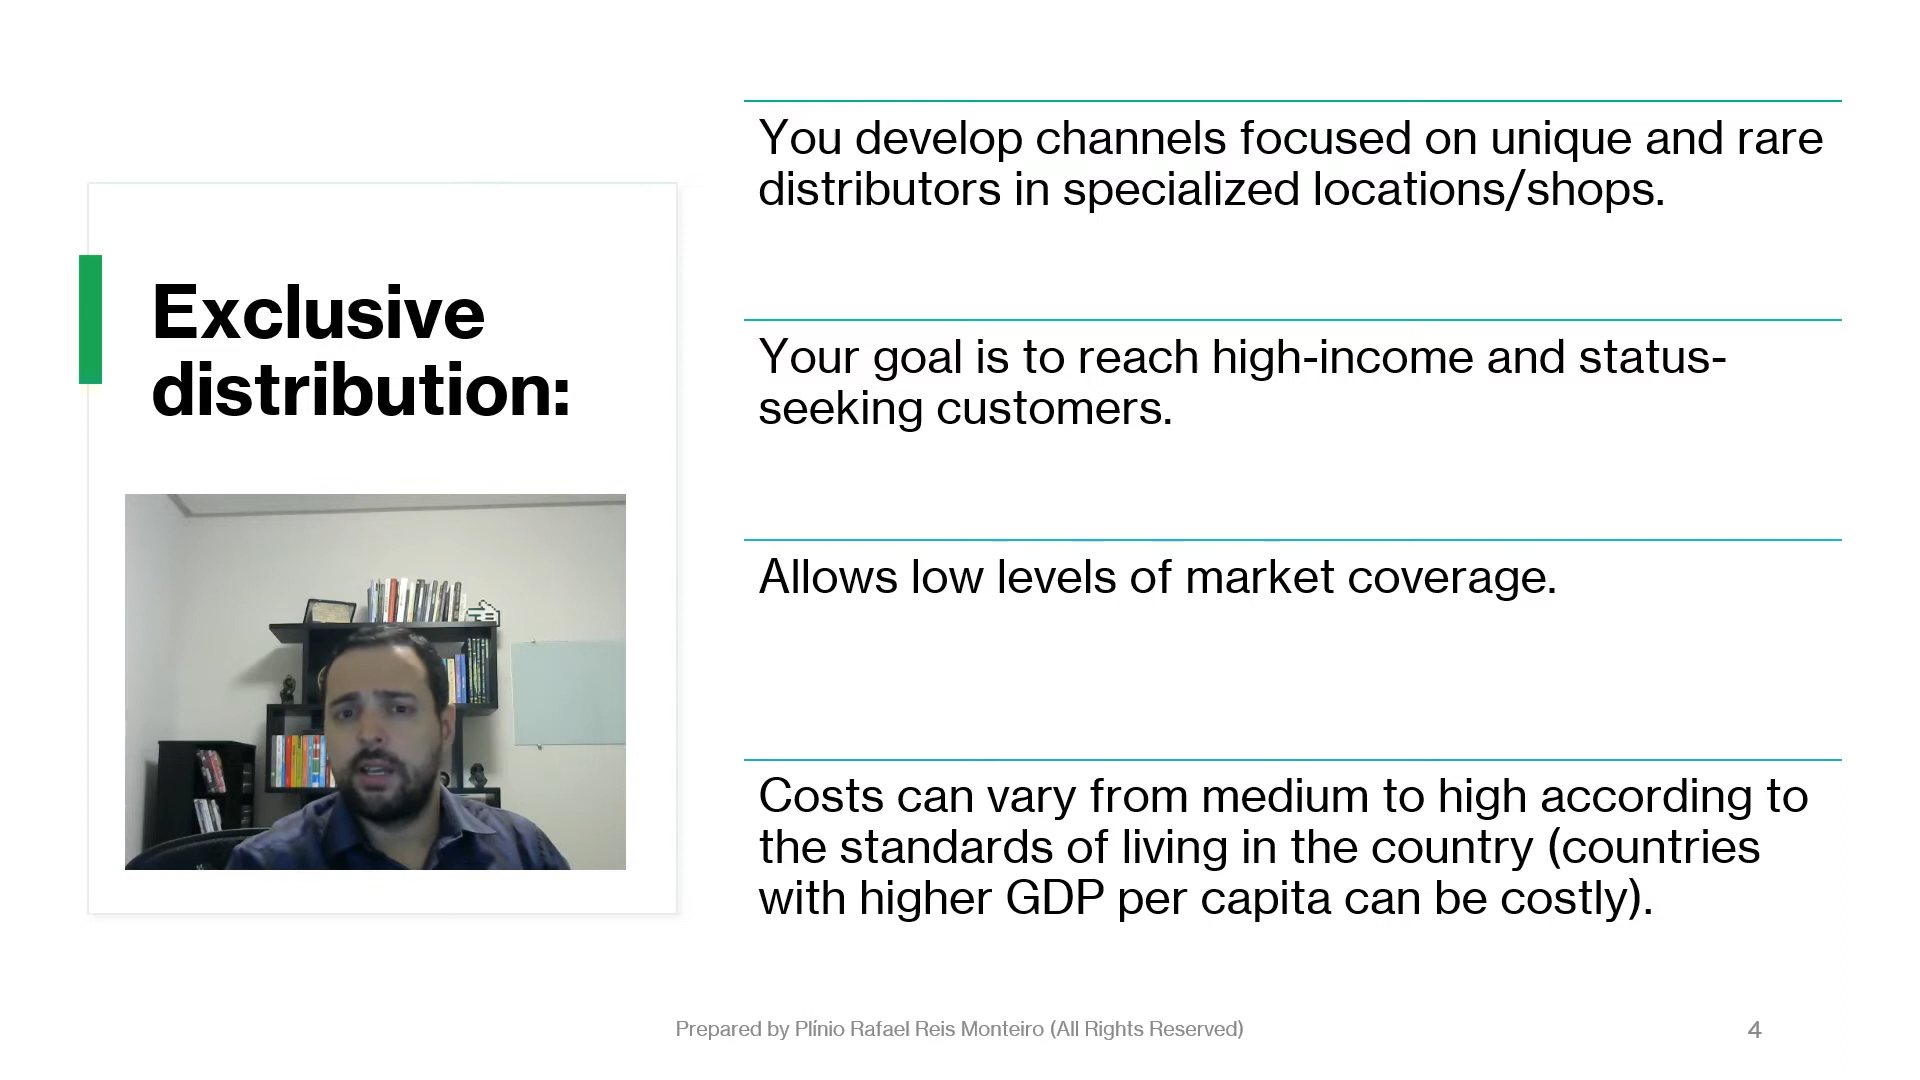 Exclusive
distribution:
You develop channels focused on unique and rare
distributors in specialized locations/shops.
Your goal is to reach high-income and status-
seeking customers.
Allows low levels of market coverage.
Costs can vary from medium to high according to
the standards of living in the country (countries
with higher GDP per capita can be costly).
Prepared by Plínio Rafael Reis Monteiro (All Rights Reserved)
4